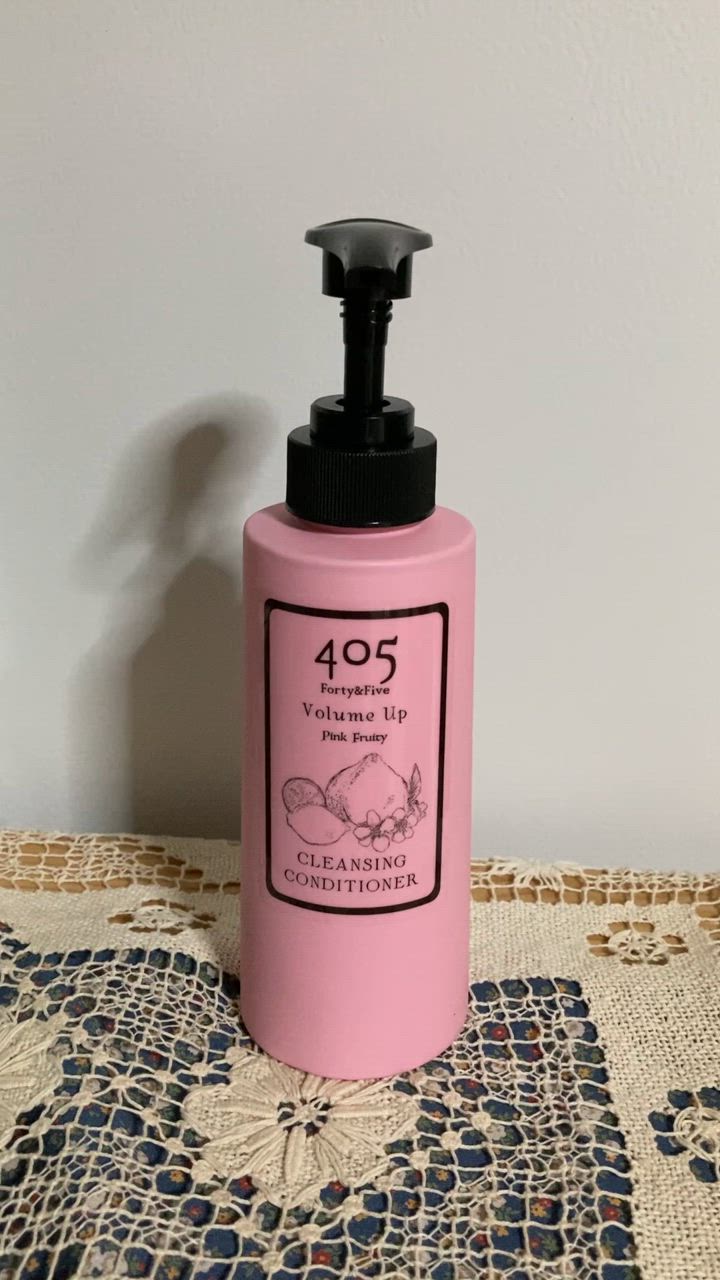 405
Forty&Five
Volume Up
Pink Fruity
CLEANSING
CONDITIONER